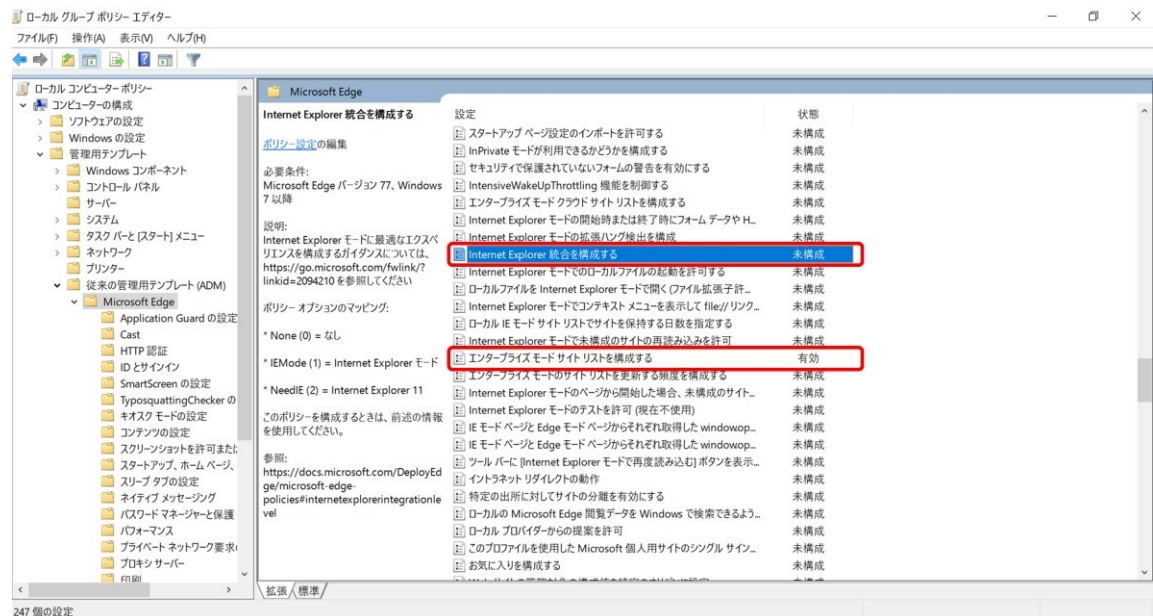 ローカル グループ ポリシー エディター
ファイル(F) 操作(A) 表示(V) ヘルプ(H)
ローカル コンピューター ポリシー
コンピューターの構成
ソフトウェアの設定
Windows の設定
管理用テンプレート
Windows コンポーネント
コントロール パネル
サーバー
システム
タスク バーと [スタート] メニュー
ネットワーク
プリンター
従来の管理用テンプレート (ADM)
Microsoft Edge
Application Guard の設定
Cast
HTTP 認証
ID とサインイン
SmartScreen の設定
TyposquattingChecker の
キオスク モードの設定
コンテンツの設定
スクリーンショットを許可または
スタートアップ、ホーム ページ、
スリープ タブの設定
ネイティブ メッセージング
パスワード マネージャーと保護
パフォーマンス
プライベート ネットワーク要求の
プロキシ サーバー
印刷
Microsoft Edge
Internet Explorer 統合を構成する
ポリシー設定の編集
必要条件:
Microsoft Edge バージョン 77、Windows
7 以降
説明:
Internet Explorer モードに最適なエクスペ
リエンスを構成するガイダンスについては、
https://go.microsoft.com/fwlink/?
linkid=2094210 を参照してください
ポリシー オプションのマッピング:
* None (0) = なし
* IEMode (1) = Internet Explorer モード
* NeedIE (2) = Internet Explorer 11
このポリシーを構成するときは、前述の情報
を使用してください。
参照:
https://docs.microsoft.com/DeployEd
ge/microsoft-edge-
policies#internetexplorerintegrationle
vel
設定 状態
スタートアップ ページ設定のインポートを許可する 未構成
InPrivate モードが利用できるかどうかを構成する 未構成
セキュリティで保護されていないフォームの警告を有効にする 未構成
IntensiveWakeUpThrottling 機能を制御する 未構成
エンタープライズ モード クラウド サイト リストを構成する 未構成
Internet Explorer モードの開始時または終了時にフォーム データや H... 未構成
Internet Explorer モードの拡張ハング検出を構成 未構成
Internet Explorer 統合を構成する 未構成
Internet Explorer モードでのローカルファイルの起動を許可する 未構成
ローカルファイルを Internet Explorer モードで開く (ファイル拡張子許... 未構成
Internet Explorer モードでコンテキスト メニューを表示して file:// リンク... 未構成
ローカル IE モード サイト リストでサイトを保持する日数を指定する 未構成
Internet Explorer モードで未構成のサイトの再読み込みを許可 未構成
エンタープライズ モード サイト リストを構成する 有効
エンタープライズ モードのサイト リストを更新する頻度を構成する 未構成
Internet Explorer モードのページから開始した場合、未構成のサイト... 未構成
Internet Explorer モードのテストを許可 (現在不使用) 未構成
IE モード ページと Edge モード ページからそれぞれ取得した windowop... 未構成
IE モード ページと Edge モード ページからそれぞれ取得した windowop... 未構成
ツール バーに [Internet Explorer モードで再度読み込む] ボタンを表示... 未構成
イントラネット リダイレクトの動作 未構成
特定の出所に対してサイトの分離を有効にする 未構成
ローカルの Microsoft Edge 閲覧データを Windows で検索できるよう... 未構成
ローカル プロバイダーからの提案を許可 未構成
このプロファイルを使用した Microsoft 個人用サイトのシングル サイン... 未構成
お気に入りを構成する 未構成
拡張 標準
247 個の設定